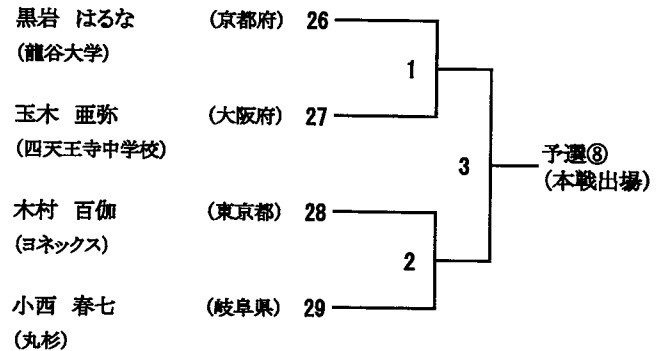 黒岩 はるな (京都府) 26
(龍谷大学)
1
玉木 亜弥 (大阪府) 27
(四天王寺中学校)
3
予選⑧
(本戦出場)
木村 百伽 (東京都) 28
(ヨネックス)
2
小西 春七 (岐阜県) 29
(丸杉)